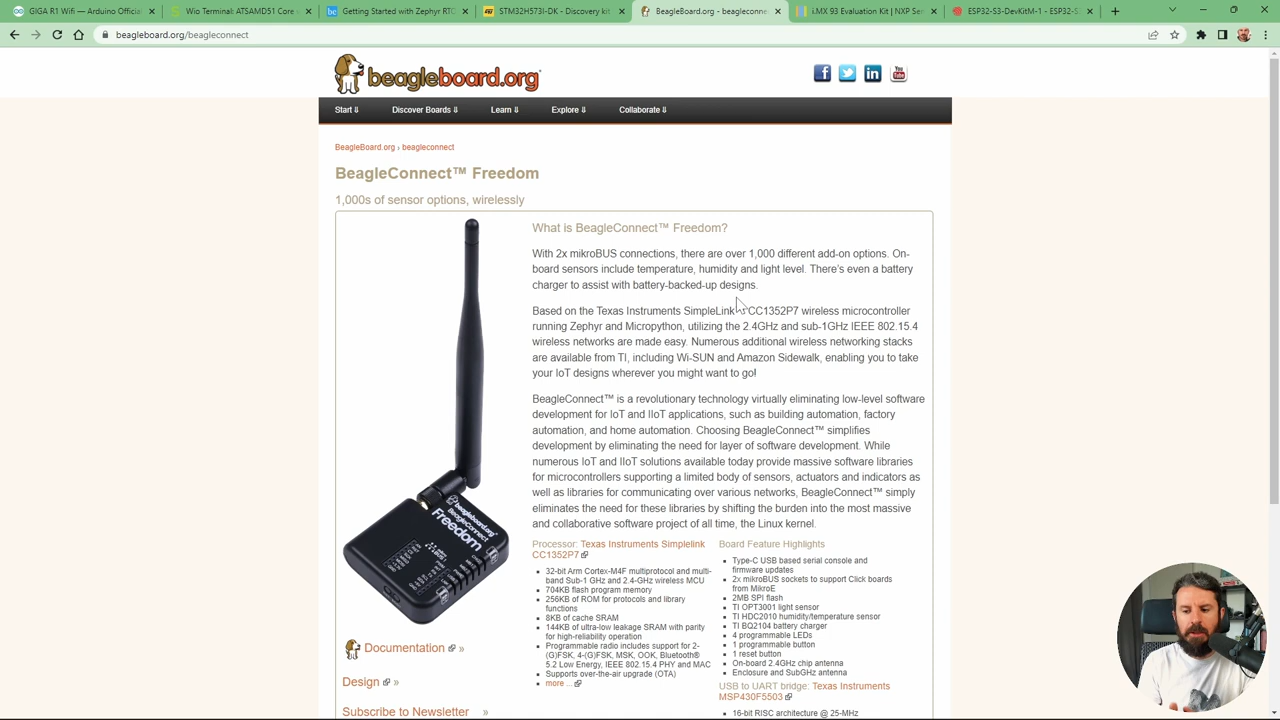 GIGA R1 Wifi — Ardui
Wio Terminal: ATSAMD51 Core
STM32H573I-DK - Discovery kit
BeagleConnect - beagleboard.o
i.MX 93 Evaluation Kit | NXP Sem
ESP32-S3-DevKitM-1 - ESP32-S
beagleboard.org/beagleconnect
beagleboard.org
Start ⇓ Discover Boards ⇓ Learn ⇓ Explore ⇓ Collaborate ⇓
BeagleBoard.org › beagleconnect
BeagleConnect™ Freedom
1,000s of sensor options, wirelessly
What is BeagleConnect™ Freedom?
With 2x mikroBUS connections, there are over 1,000 different add-on options. On-
board sensors include temperature, humidity and light level. There's even a battery
charger to assist with battery-backed-up designs.
Based on the Texas Instruments SimpleLink CC1352P7 wireless microcontroller
running Zephyr and Micropython, utilizing the 2.4GHz and sub-1GHz IEEE 802.15.4
wireless networks are made easy. Numerous additional wireless networking stacks
are available from TI, including Wi-SUN and Amazon Sidewalk, enabling you to take
your IoT designs wherever you might want to go!
BeagleConnect™ is a revolutionary technology virtually eliminating low-level software
development for IoT and IIoT applications, such as building automation, factory
automation, and home automation. Choosing BeagleConnect™ simplifies
development by eliminating the need for layer of software development. While
numerous IoT and IIoT solutions available today provide massive software libraries
for microcontrollers supporting a limited body of sensors, actuators and indicators as
well as libraries for communicating over various networks, BeagleConnect™ simply
eliminates the need for these libraries by shifting the burden into the most massive
and collaborative software project of all time, the Linux kernel.
Processor: Texas Instruments Simplelink
CC1352P7
32-bit Arm Cortex-M4F multiprotocol and multi-
band Sub-1 GHz and 2.4-GHz wireless MCU
704KB flash program memory
256KB of ROM for protocols and library
functions
8KB of cache SRAM
144KB of ultra-low leakage SRAM with parity
for high-reliability operation
Programmable radio includes support for 2-
(G)FSK, 4-(G)FSK, MSK, OOK, Bluetooth®
5.2 Low Energy, IEEE 802.15.4 PHY and MAC
Supports over-the-air upgrade (OTA)
more ...
Board Feature Highlights
Type-C USB based serial console and
firmware updates
2x mikroBUS sockets to support Click boards
from MikroE
2MB SPI flash
TI OPT3001 light sensor
TI HDC2010 humidity/temperature sensor
TI BQ2104 battery charger
4 programmable LEDs
1 programmable button
1 reset button
On-board 2.4GHz chip antenna
Enclosure and SubGHz antenna
USB to UART bridge: Texas Instruments
MSP430F5503
16-bit RISC architecture @ 25-MHz
beagleboard.org
BeagleConnect
Freedom
Documentation »
Design »
Subscribe to Newsletter »